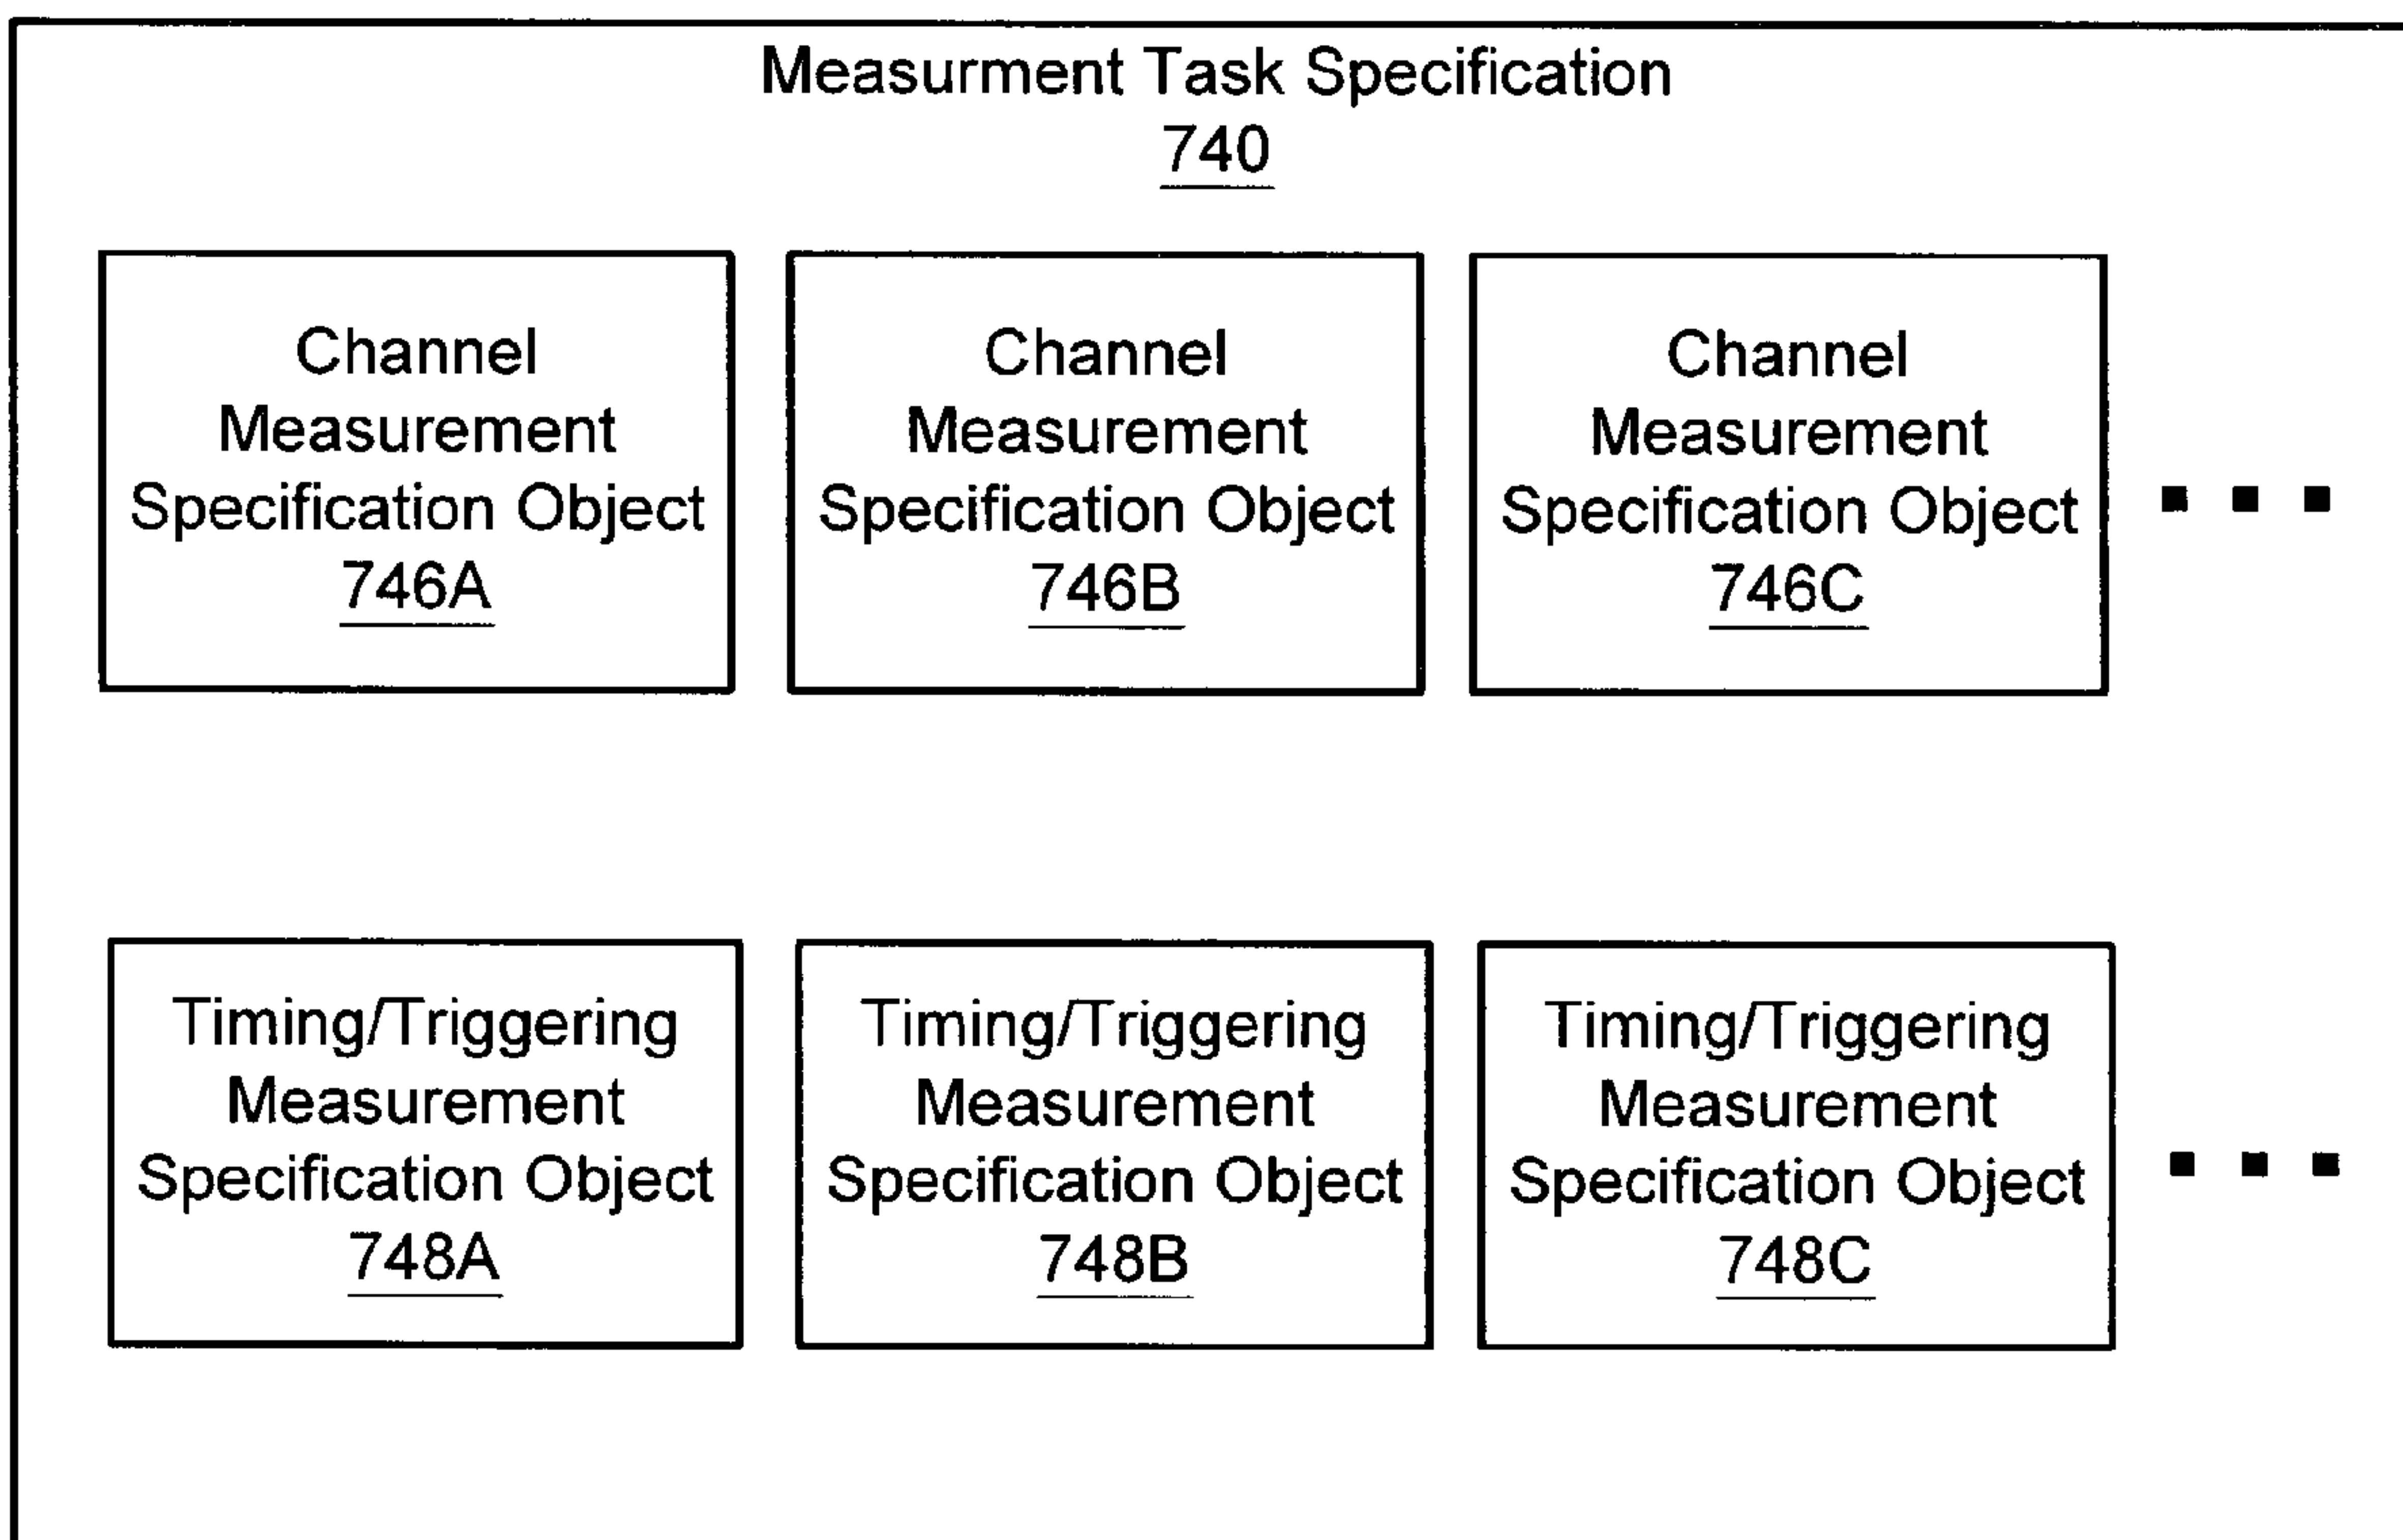 Measurment Task Specification
740
Channel
Measurement
Specification Object
746A
Channel
Measurement
Specification Object
746B
Channel
Measurement
Specification Object
746C
Timing/Triggering
Measurement
Specification Object
748A
Timing/Triggering
Measurement
Specification Object
748B
Timing/Triggering
Measurement
Specification Object
748C